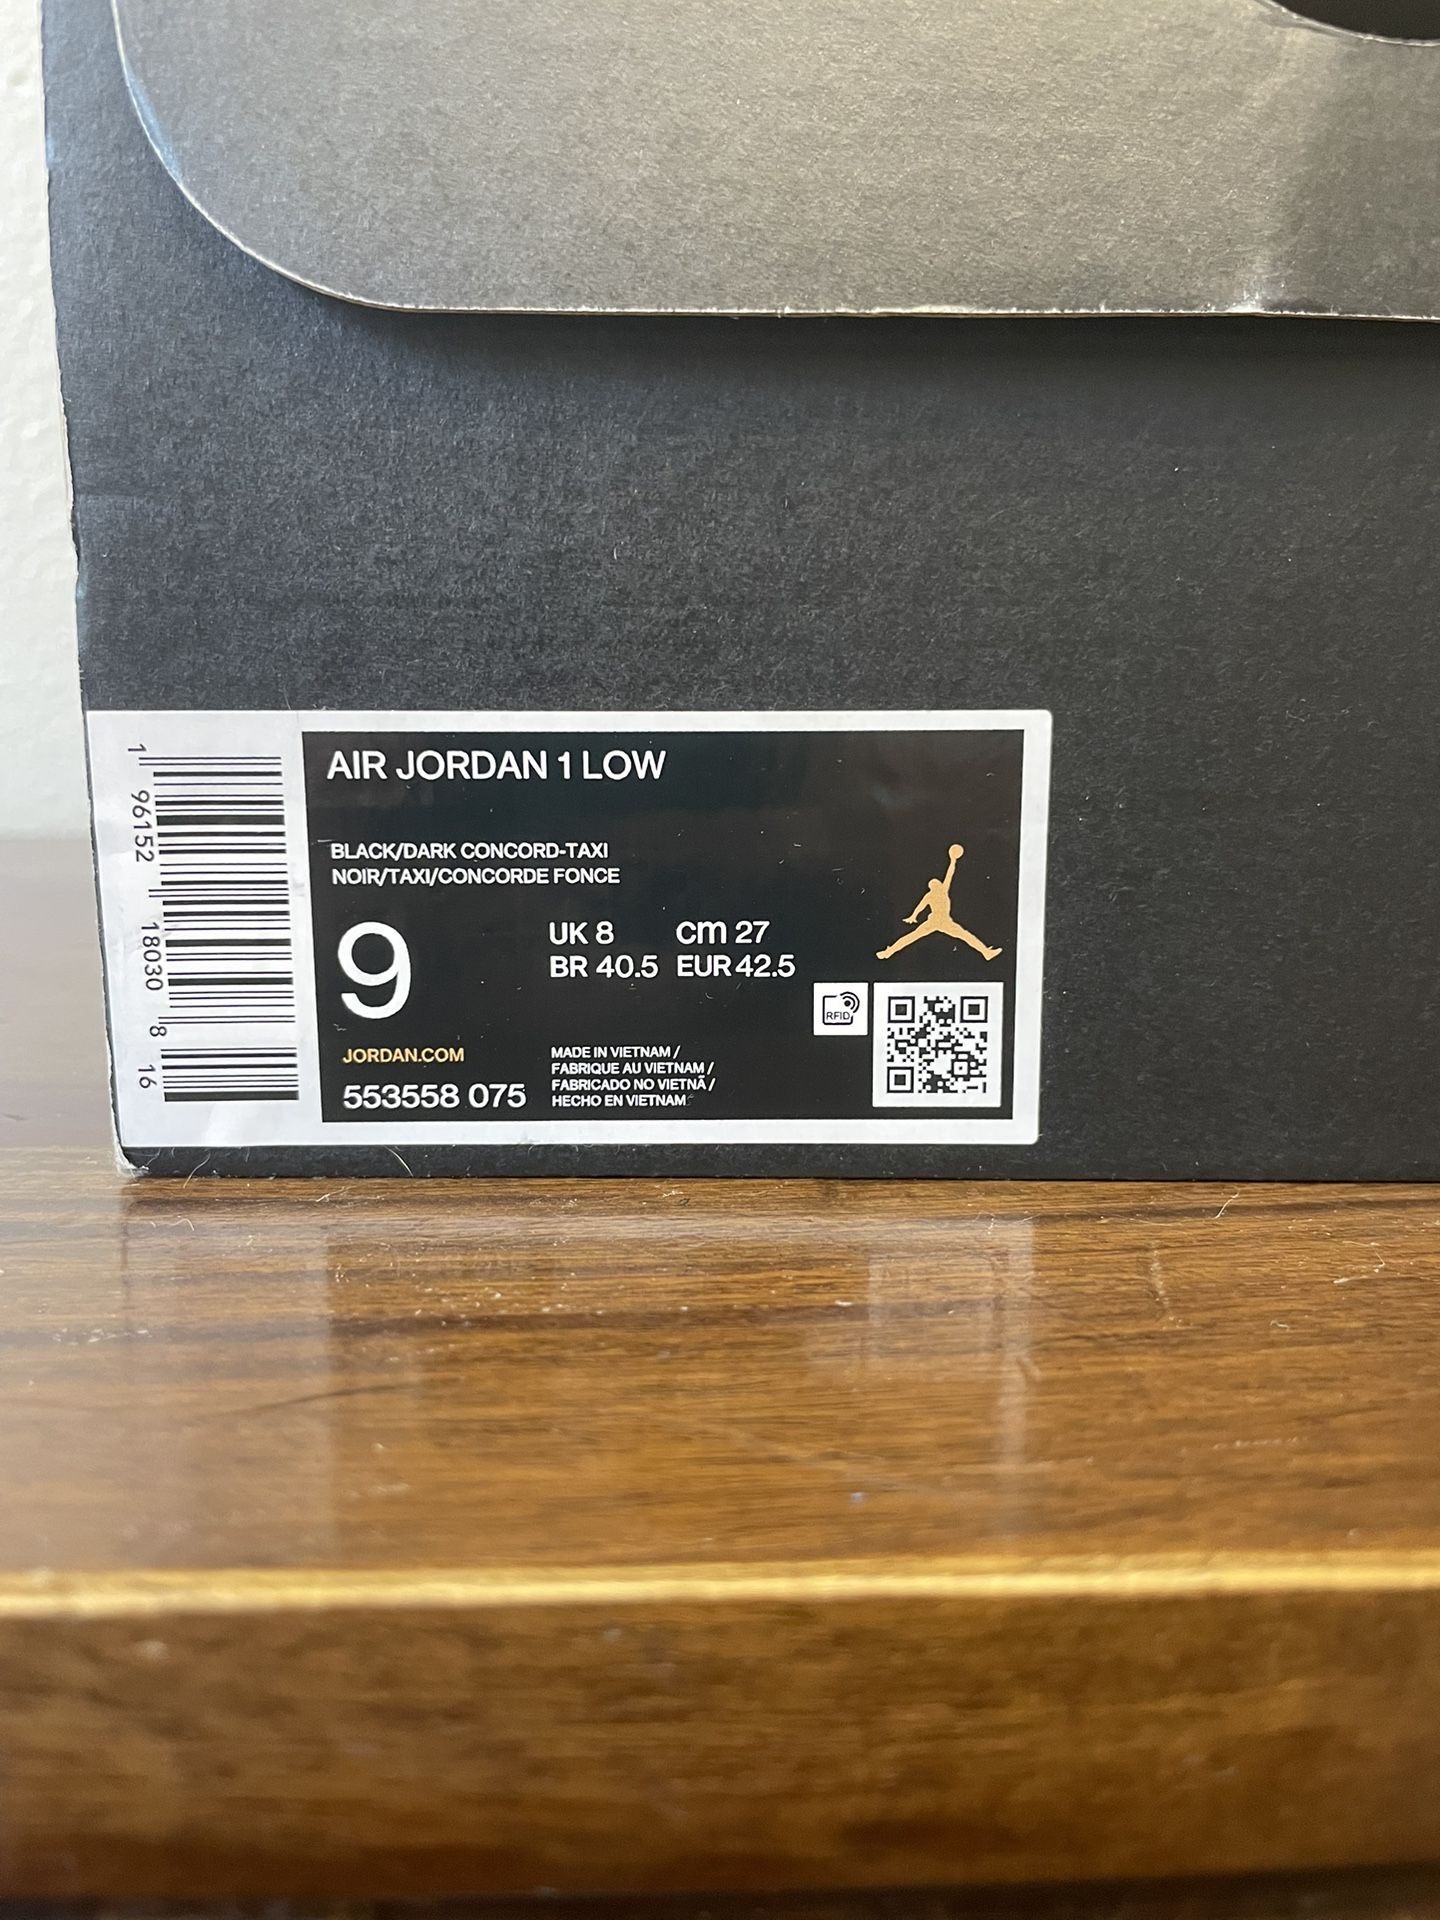 AIR JORDAN 1 LOW
BLACK/DARK CONCORD-TAXI
NOIR/TAXI/CONCORDE FONCE
9
UK 8 cm 27
BR 40.5 EUR 42.5
RFID
JORDAN.COM
553558 075
MADE IN VIETNAM /
FABRIQUE AU VIETNAM /
FABRICADO NO VIETNÃ /
HECHO EN VIETNAM
1 96152 18030 8 16